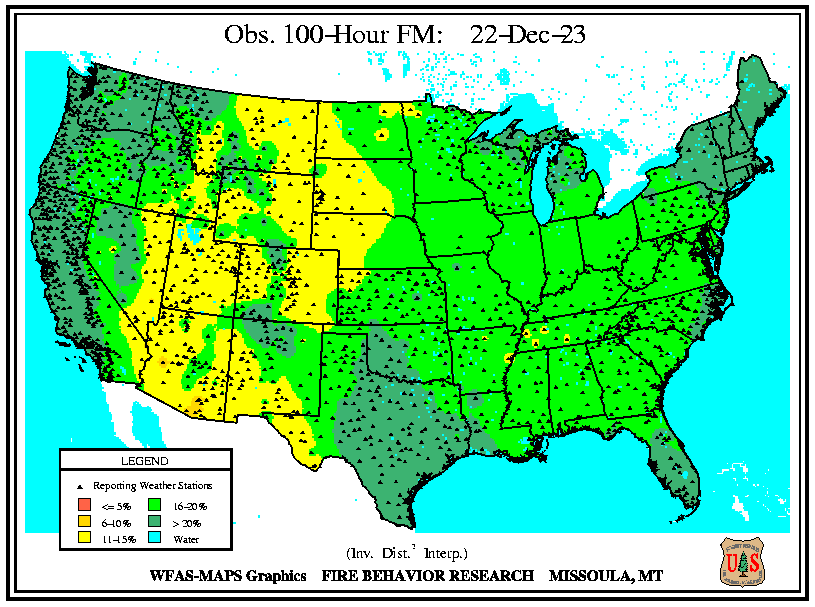 Obs. 100-Hour FM: 22-Dec-23
LEGEND
Reporting Weather Stations
<= 5% 16-20%
6-10% > 20%
11-15% Water
(Inv. Dist.² Interp.)
WFAS-MAPS Graphics FIRE BEHAVIOR RESEARCH MISSOULA, MT
U S